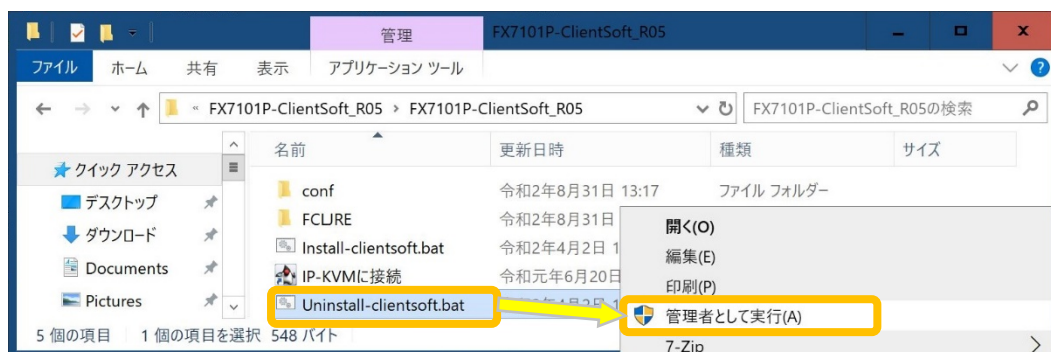 管理
FX7101P-ClientSoft_R05
ファイル ホーム 共有 表示 アプリケーション ツール
« FX7101P-ClientSoft_R05 › FX7101P-ClientSoft_R05
FX7101P-ClientSoft_R05の検索
名前 更新日時 種類 サイズ
クイック アクセス
デスクトップ
ダウンロード
Documents
Pictures
conf 令和2年8月31日 13:17 ファイル フォルダー
FCLJRE 令和2年8月31日
Install-clientsoft.bat 令和2年4月2日 1
IP-KVMに接続 令和元年6月20日
Uninstall-clientsoft.bat
開く(O)
編集(E)
印刷(P)
管理者として実行(A)
7-Zip
5 個の項目 1 個の項目を選択 548 バイト